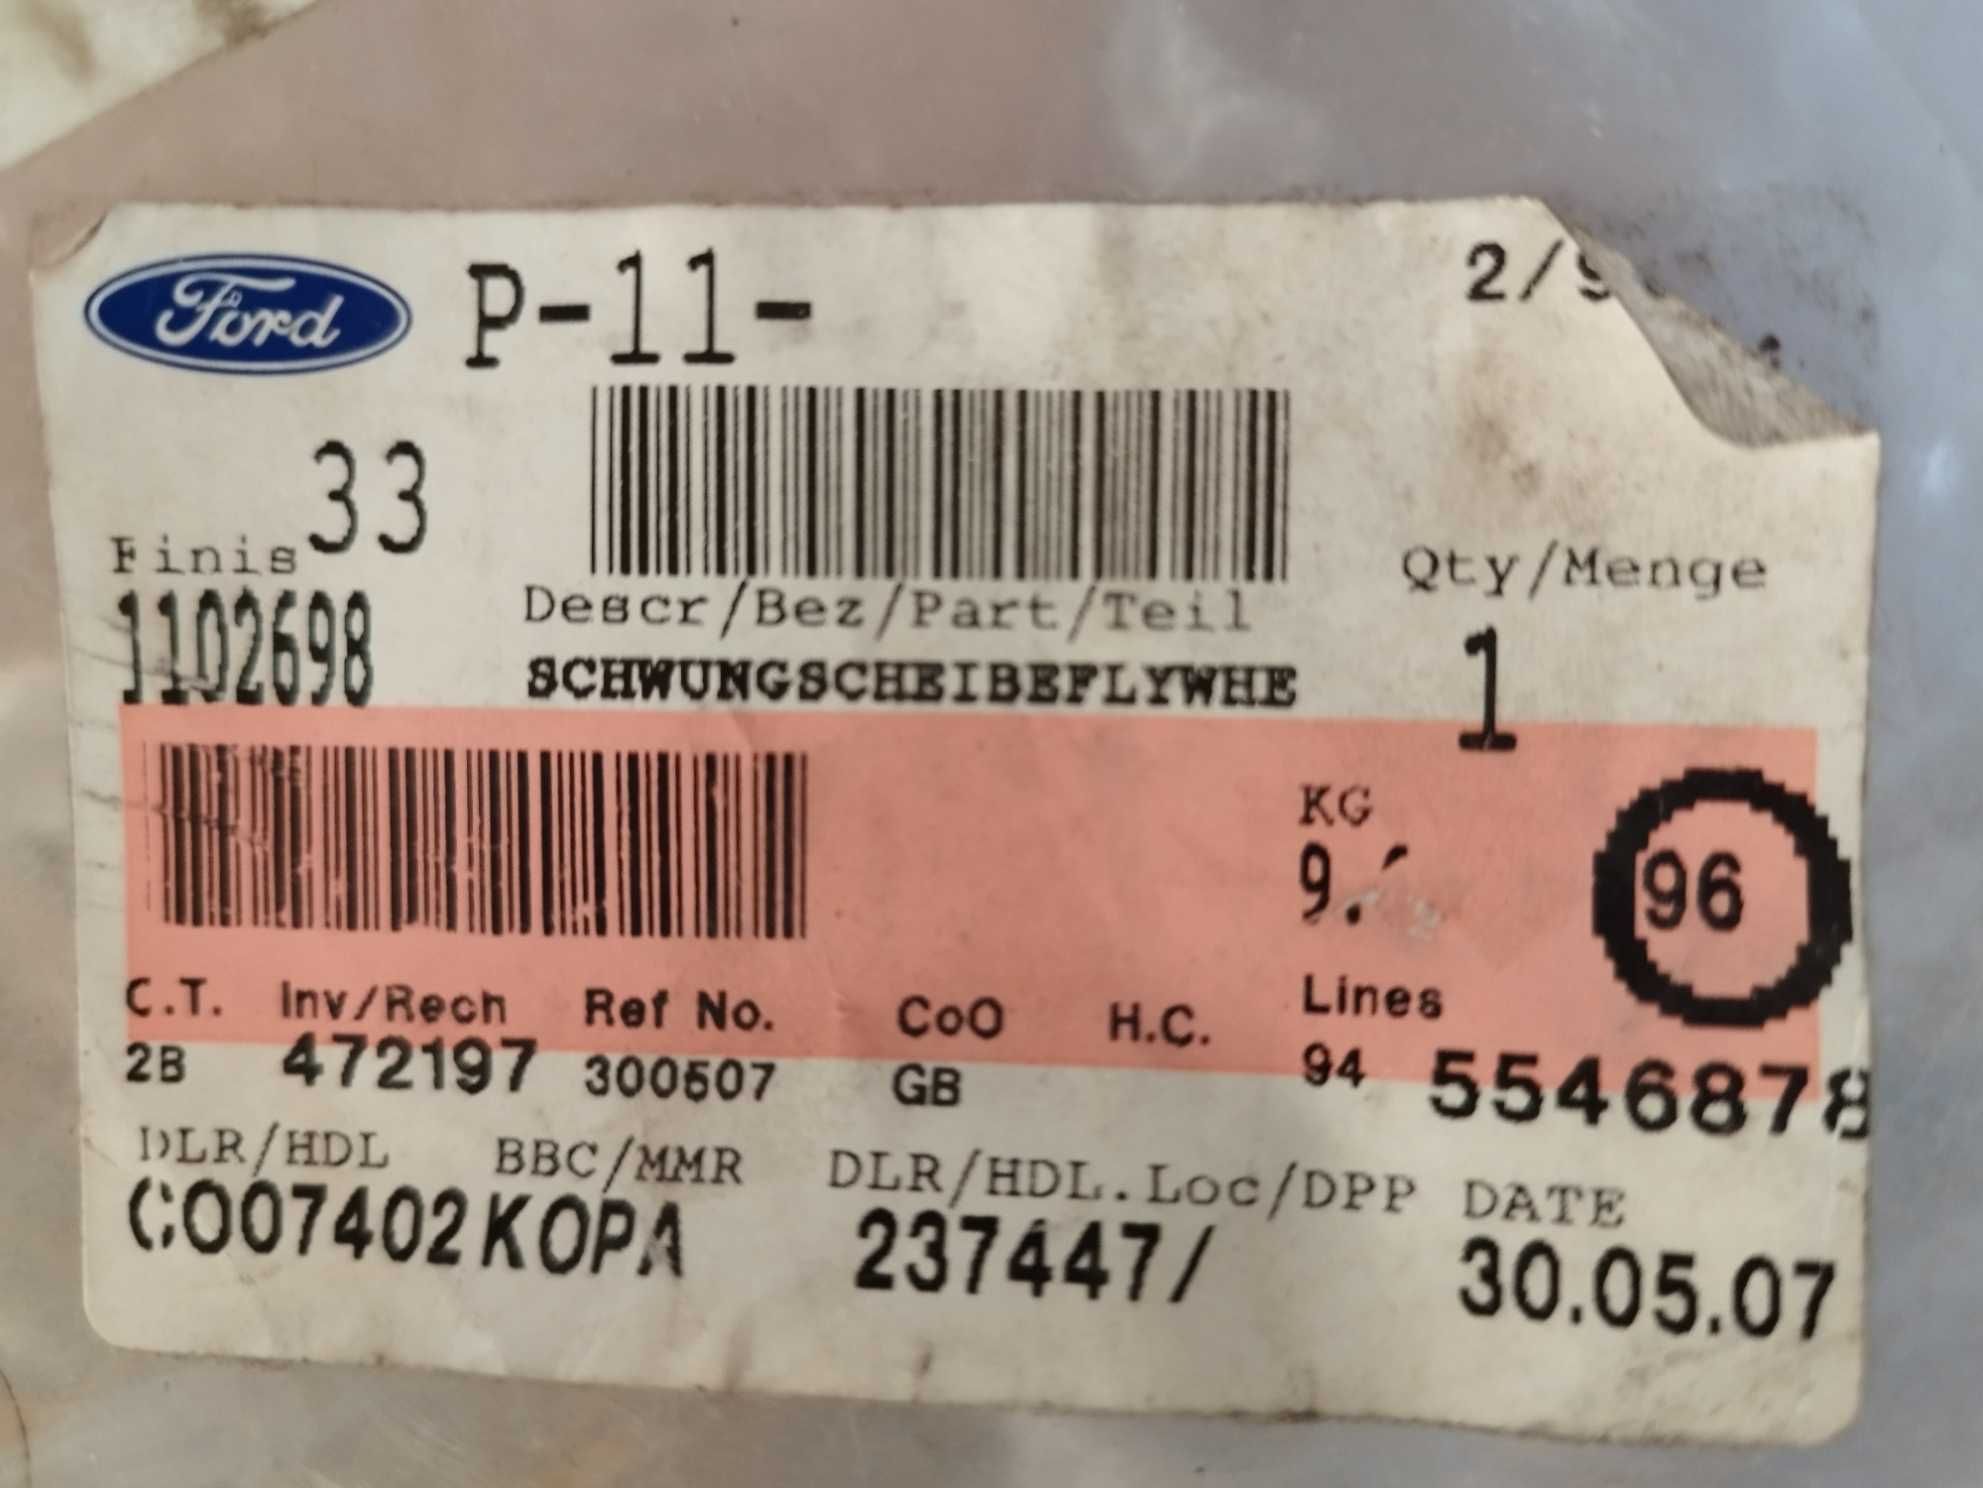 Ford P-11-
33
Finis
1102698
Descr/Bez/Part/Teil
SCHWUNGSCHEIBEFLYWHE
Qty/Menge
1
KG
96
C.T. Inv/Rech Ref No. CoO H.C. Lines
2B 472197 300507 GB 94 5546878
DLR/HDL BBC/MMR DLR/HDL.Loc/DPP DATE
C007402 KOPA 237447/ 30.05.07